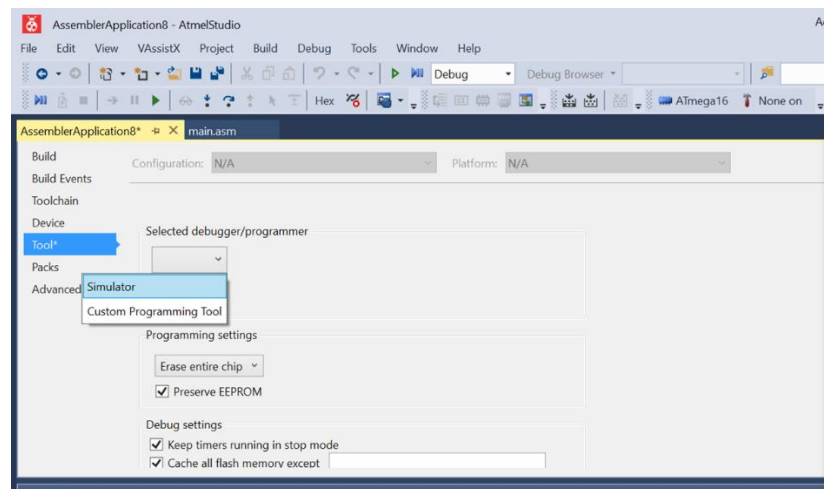 AssemblerApplication8 - AtmelStudio
File Edit View VAssistX Project Build Debug Tools Window Help
Debug Debug Browser
Hex ATmega16 None on
AssemblerApplication8* main.asm
Build
Configuration: N/A Platform: N/A
Build Events
Toolchain
Device
Selected debugger/programmer
Tool*
Packs
Advanced
Simulator
Custom Programming Tool
Programming settings
Erase entire chip
Preserve EEPROM
Debug settings
Keep timers running in stop mode
Cache all flash memory except